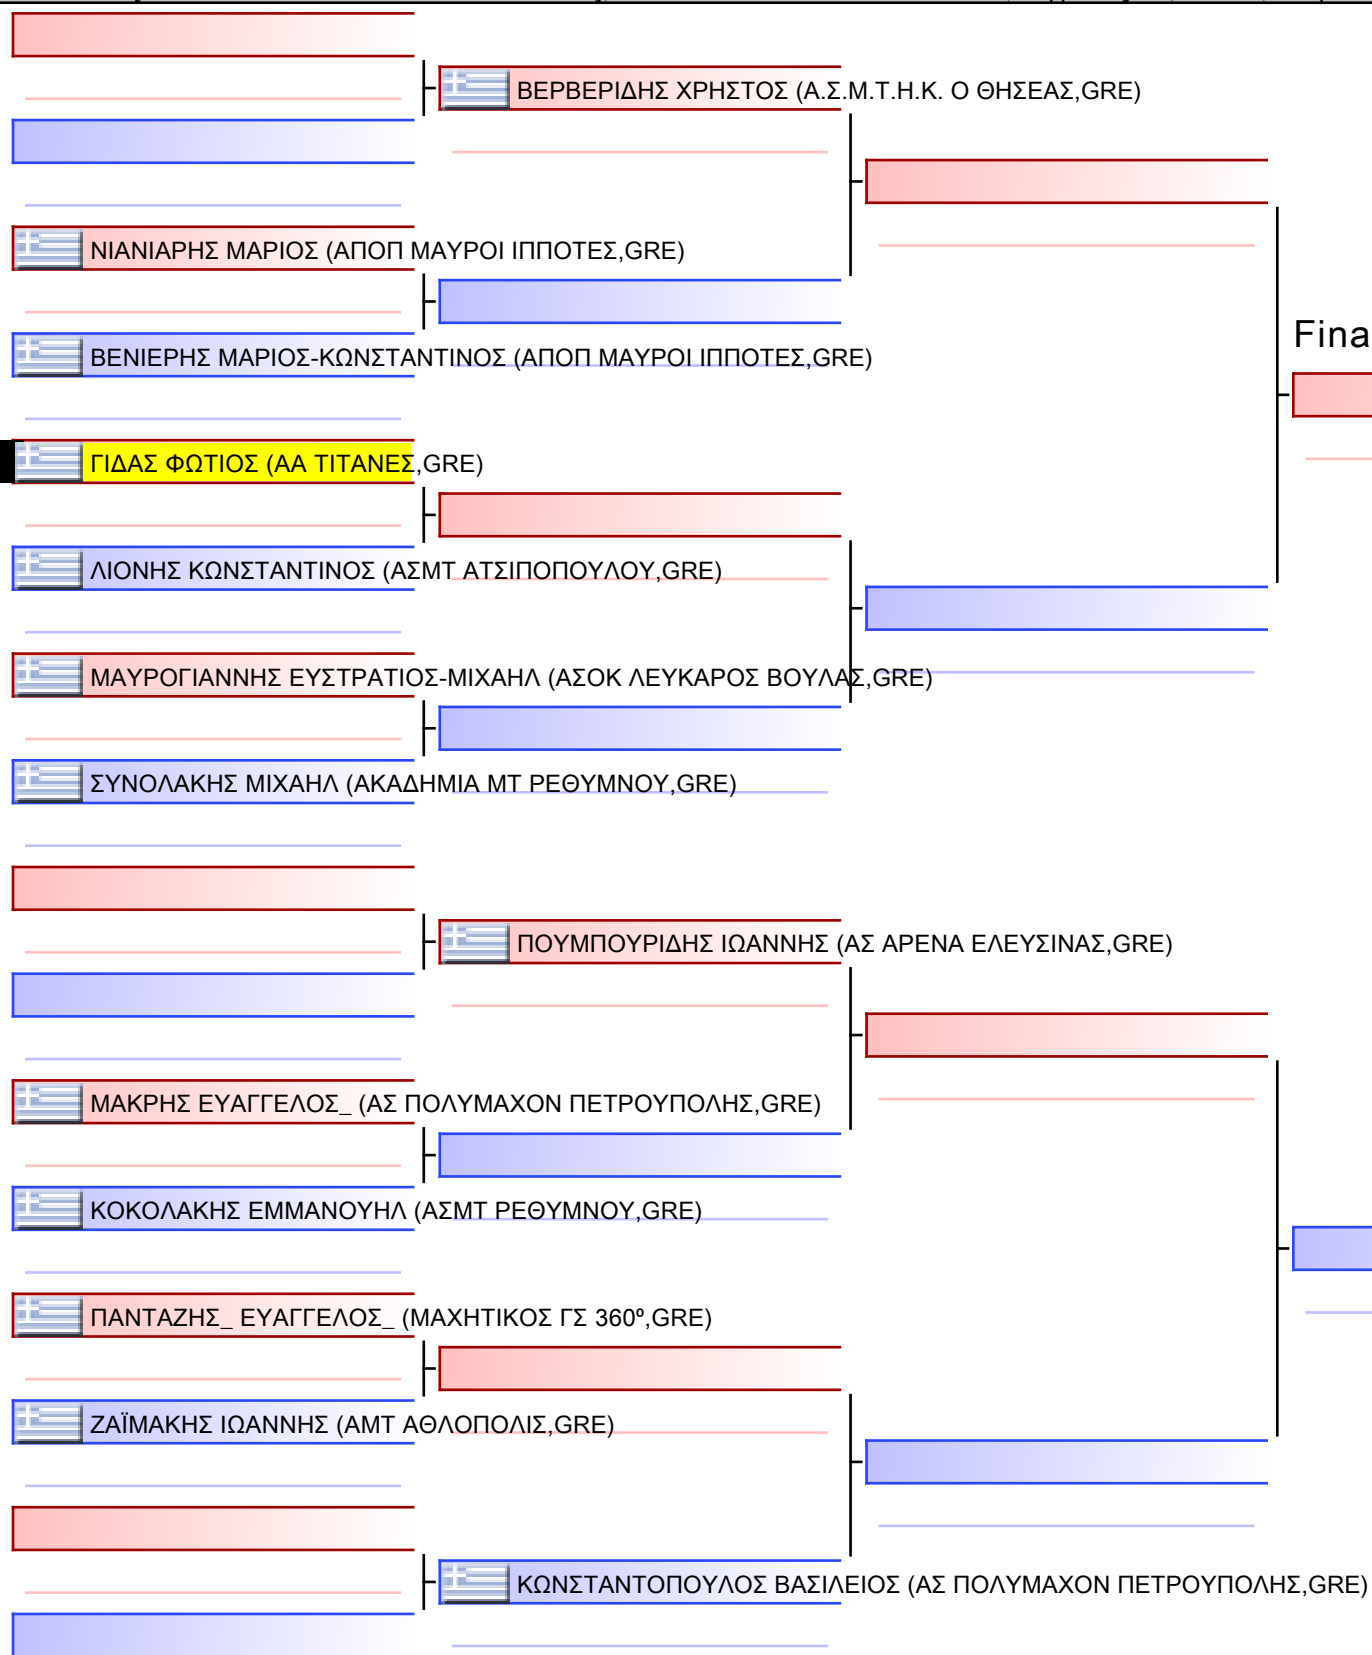 ΒΕΡΒΕΡΙΔΗΣ ΧΡΗΣΤΟΣ (Α.Σ.Μ.Τ.Η.Κ. Ο ΘΗΣΕΑΣ,GRE)
ΝΙΑΝΙΑΡΗΣ ΜΑΡΙΟΣ (ΑΠΟΠ ΜΑΥΡΟΙ ΙΠΠΟΤΕΣ,GRE)
Fina
ΒΕΝΙΕΡΗΣ ΜΑΡΙΟΣ-ΚΩΝΣΤΑΝΤΙΝΟΣ (ΑΠΟΠ ΜΑΥΡΟΙ ΙΠΠΟΤΕΣ,GRE)
ΓΙΔΑΣ ΦΩΤΙΟΣ (ΑΑ ΤΙΤΑΝΕΣ,GRE)
ΛΙΟΝΗΣ ΚΩΝΣΤΑΝΤΙΝΟΣ (ΑΣΜΤ ΑΤΣΙΠΟΠΟΥΛΟΥ,GRE)
ΜΑΥΡΟΓΙΑΝΝΗΣ ΕΥΣΤΡΑΤΙΟΣ-ΜΙΧΑΗΛ (ΑΣΟΚ ΛΕΥΚΑΡΟΣ ΒΟΥΛΑΣ,GRE)
ΣΥΝΟΛΑΚΗΣ ΜΙΧΑΗΛ (ΑΚΑΔΗΜΙΑ ΜΤ ΡΕΘΥΜΝΟΥ,GRE)
ΠΟΥΜΠΟΥΡΙΔΗΣ ΙΩΑΝΝΗΣ (ΑΣ ΑΡΕΝΑ ΕΛΕΥΣΙΝΑΣ,GRE)
ΜΑΚΡΗΣ ΕΥΑΓΓΕΛΟΣ_ (ΑΣ ΠΟΛΥΜΑΧΟΝ ΠΕΤΡΟΥΠΟΛΗΣ,GRE)
ΚΟΚΟΛΑΚΗΣ ΕΜΜΑΝΟΥΗΛ (ΑΣΜΤ ΡΕΘΥΜΝΟΥ,GRE)
ΠΑΝΤΑΖΗΣ_ ΕΥΑΓΓΕΛΟΣ_ (ΜΑΧΗΤΙΚΟΣ ΓΣ 360º,GRE)
ΖΑΪΜΑΚΗΣ ΙΩΑΝΝΗΣ (ΑΜΤ ΑΘΛΟΠΟΛΙΣ,GRE)
ΚΩΝΣΤΑΝΤΟΠΟΥΛΟΣ ΒΑΣΙΛΕΙΟΣ (ΑΣ ΠΟΛΥΜΑΧΟΝ ΠΕΤΡΟΥΠΟΛΗΣ,GRE)